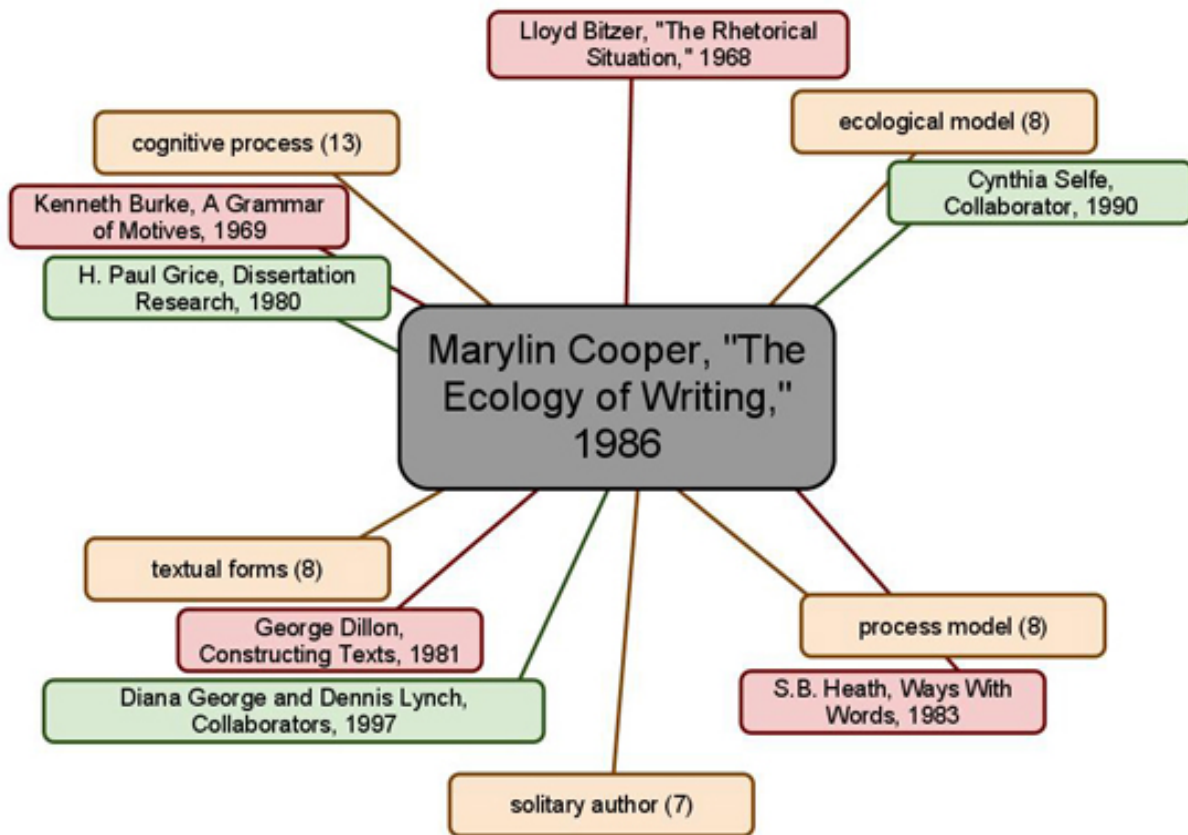 Lloyd Bitzer, "The Rhetorical
Situation," 1968
ecological model (8)
cognitive process (13)
Cynthia Selfe,
Collaborator, 1990
Kenneth Burke, A Grammar
of Motives, 1969
H. Paul Grice, Dissertation
Research, 1980
Marylin Cooper, "The
Ecology of Writing,"
1986
textual forms (8)
George Dillon,
Constructing Texts, 1981
process model (8)
Diana George and Dennis Lynch,
Collaborators, 1997
S.B. Heath, Ways With
Words, 1983
solitary author (7)